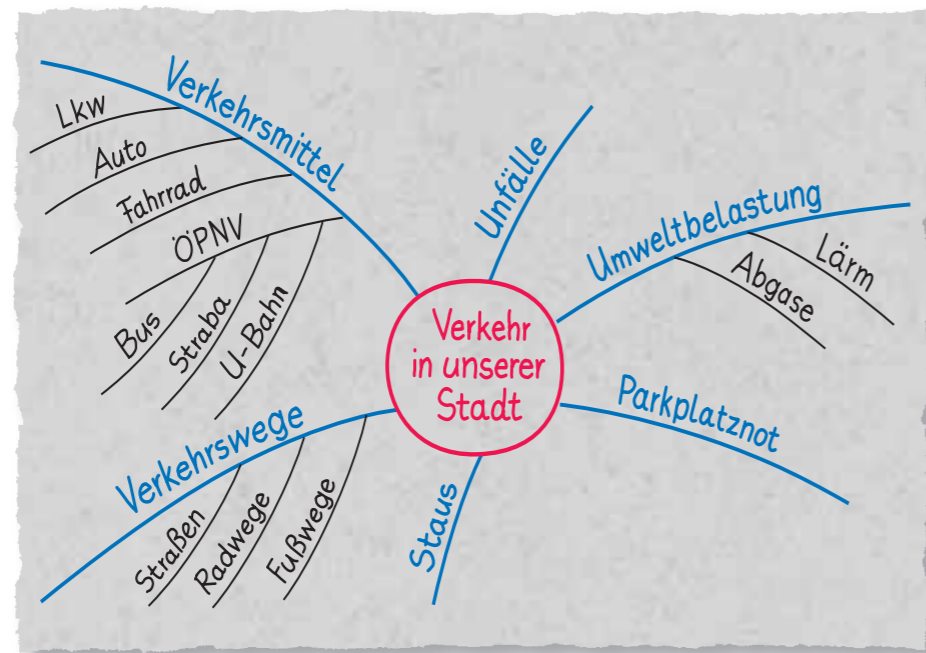 Verkehrsmittel
Lkw
Auto
Fahrrad
ÖPNV
Bus
Straba
U-Bahn
Unfälle
Umweltbelastung
Lärm
Abgase
Verkehr
in unserer
Stadt
Parkplatznot
Verkehrswege
Straßen
Radwege
Fußwege
Staus